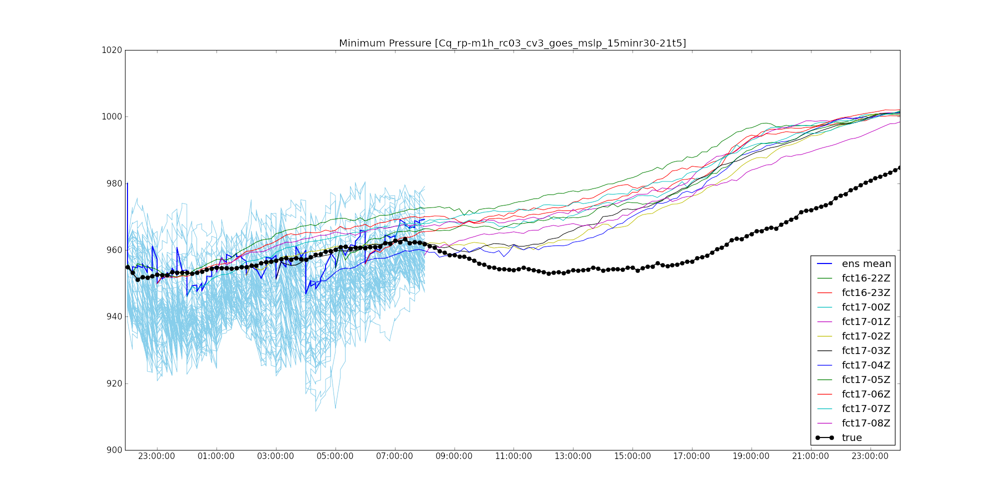 Minimum Pressure [Cq_rp-m1h_rc03_cv3_goes_mslp_15minr30-21t5]
1020
1000
980
960
940
920
900
23:00:00 01:00:00 03:00:00 05:00:00 07:00:00 09:00:00 11:00:00 13:00:00 15:00:00 17:00:00 19:00:00 21:00:00 23:00:00
ens mean
fct16-22Z
fct16-23Z
fct17-00Z
fct17-01Z
fct17-02Z
fct17-03Z
fct17-04Z
fct17-05Z
fct17-06Z
fct17-07Z
fct17-08Z
true